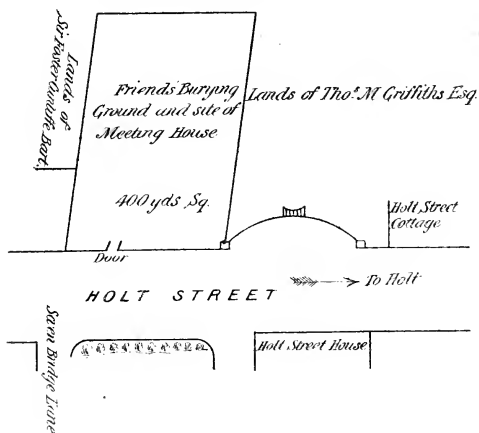 Lands of
Sir Foster Cunliffe Bart.
Friends' Burying
Ground and site of
Meeting House
400 yds Sq.
Lands of Thos. M Griffiths Esq.
Holt Street
Cottage
Door
To Holt
HOLT STREET
Holt Street House
Sarn Bridge Lane